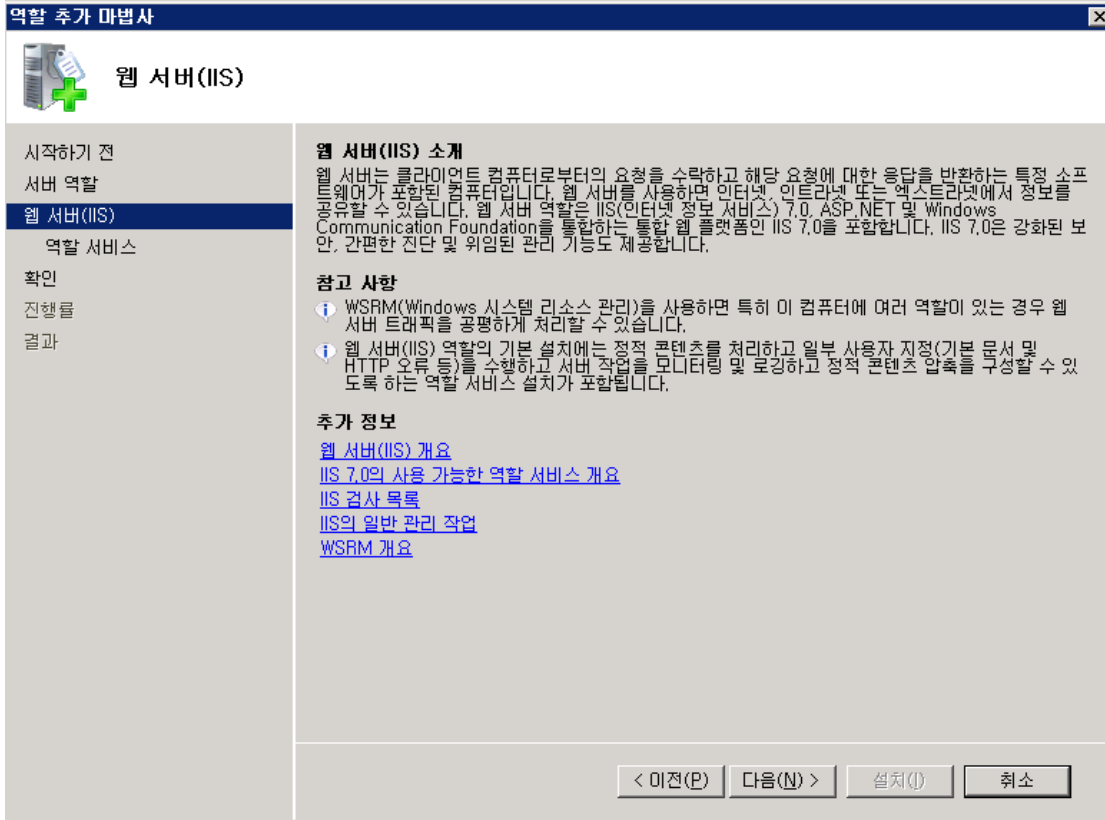 역할 추가 마법사
웹 서버(IIS)
시작하기 전
서버 역할
웹 서버(IIS)
역할 서비스
확인
진행률
결과
웹 서버(IIS) 소개
웹 서버는 클라이언트 컴퓨터로부터의 요청을 수락하고 해당 요청에 대한 응답을 반환하는 특정 소프
트웨어가 포함된 컴퓨터입니다. 웹 서버를 사용하면 인터넷, 인트라넷 또는 엑스트라넷에서 정보를
공유할 수 있습니다. 웹 서버 역할은 IIS(인터넷 정보 서비스) 7.0, ASP.NET 및 Windows
Communication Foundation을 통합하는 통합 웹 플랫폼인 IIS 7.0을 포함합니다. IIS 7.0은 강화된 보
안, 간편한 진단 및 위임된 관리 기능도 제공합니다.
참고 사항
WSRM(Windows 시스템 리소스 관리)을 사용하면 특히 이 컴퓨터에 여러 역할이 있는 경우 웹
서버 트래픽을 공평하게 처리할 수 있습니다.
웹 서버(IIS) 역할의 기본 설치에는 정적 콘텐츠를 처리하고 일부 사용자 지정(기본 문서 및
HTTP 오류 등)을 수행하고 서버 작업을 모니터링 및 로깅하고 정적 콘텐츠 압축을 구성할 수 있
도록 하는 역할 서비스 설치가 포함됩니다.
추가 정보
웹 서버(IIS) 개요
IIS 7.0의 사용 가능한 역할 서비스 개요
IIS 검사 목록
IIS의 일반 관리 작업
WSRM 개요
< 이전(P) 다음(N) > 설치(I) 취소